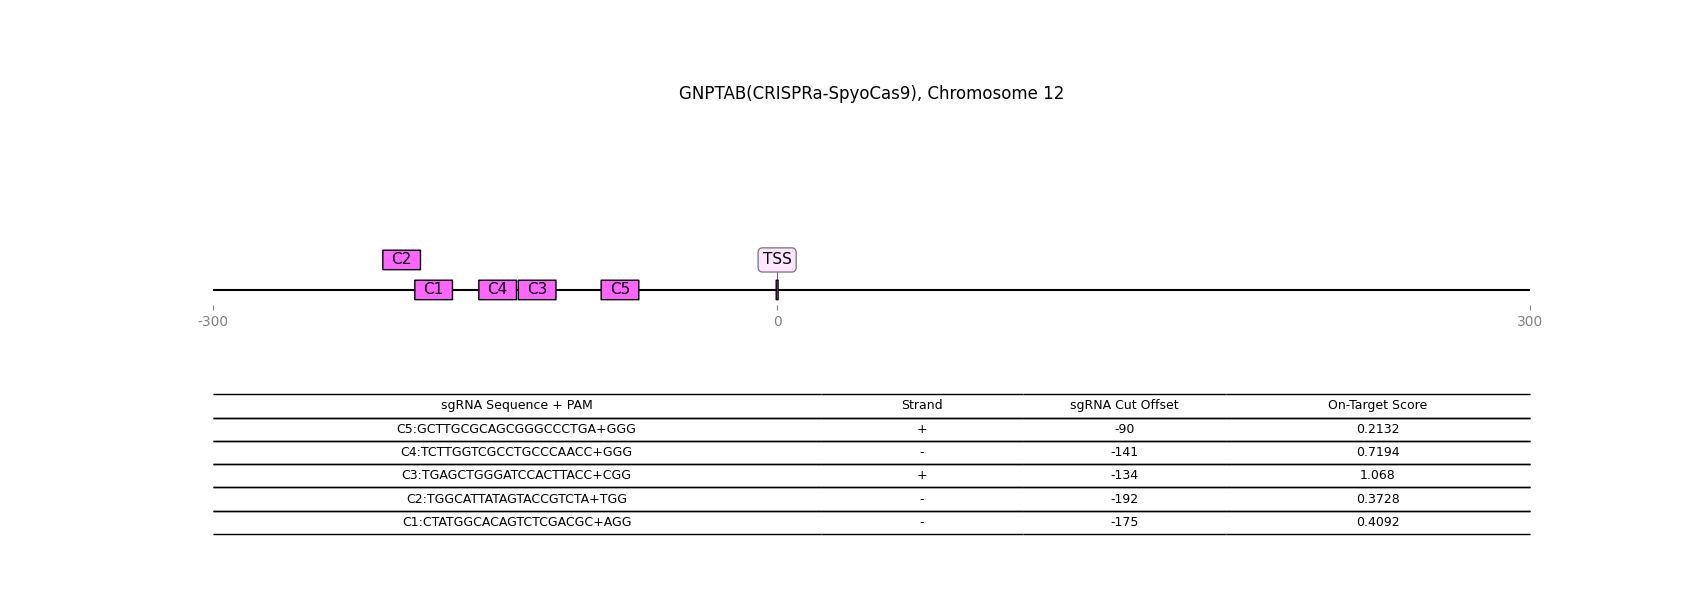 GNPTAB(CRISPRa-SpyoCas9), Chromosome 12
C2 TSS
C1 C4 C3 C5
-300 0 300
sgRNA Sequence + PAM Strand sgRNA Cut Offset On-Target Score
C5:GCTTGCGCAGCGGGCCCTGA+GGG + -90 0.2132
C4:TCTTGGTCGCCTGCCCAACC+GGG - -141 0.7194
C3:TGAGCTGGGATCCACTTACC+CGG + -134 1.068
C2:TGGCATTATAGTACCGTCTA+TGG - -192 0.3728
C1:CTATGGCACAGTCTCGACGC+AGG - -175 0.4092